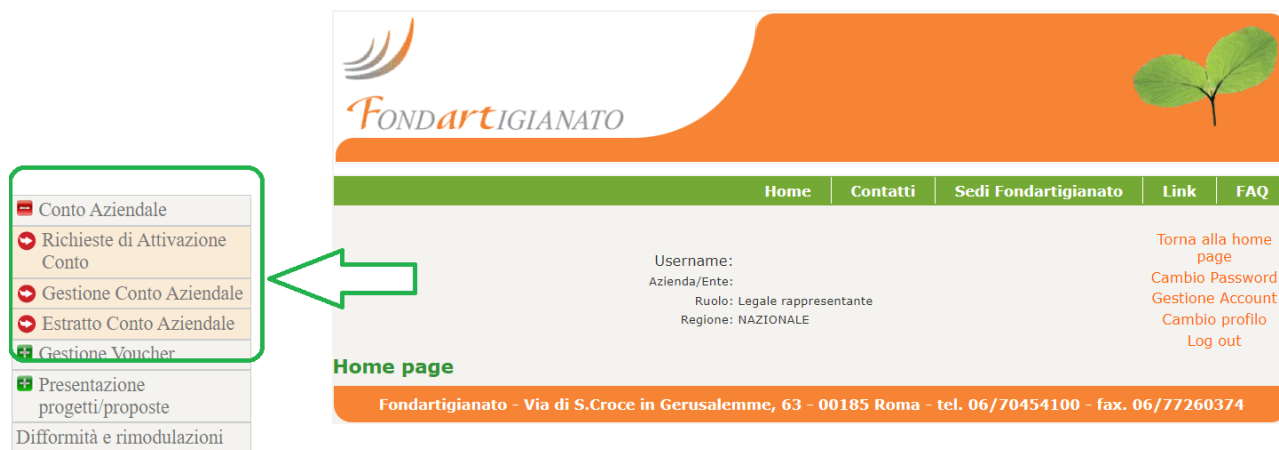 FONDARTIGIANATO
Home Contatti Sedi Fondartigianato Link FAQ
Conto Aziendale
Richieste di Attivazione
Conto
Gestione Conto Aziendale
Estratto Conto Aziendale
Gestione Voucher
Presentazione
progetti/proposte
Difformità e rimodulazioni
Username:
Azienda/Ente:
Ruolo: Legale rappresentante
Regione: NAZIONALE
Torna alla home
page
Cambio Password
Gestione Account
Cambio profilo
Log out
Home page
Fondartigianato - Via di S.Croce in Gerusalemme, 63 - 00185 Roma - tel. 06/70454100 - fax. 06/77260374